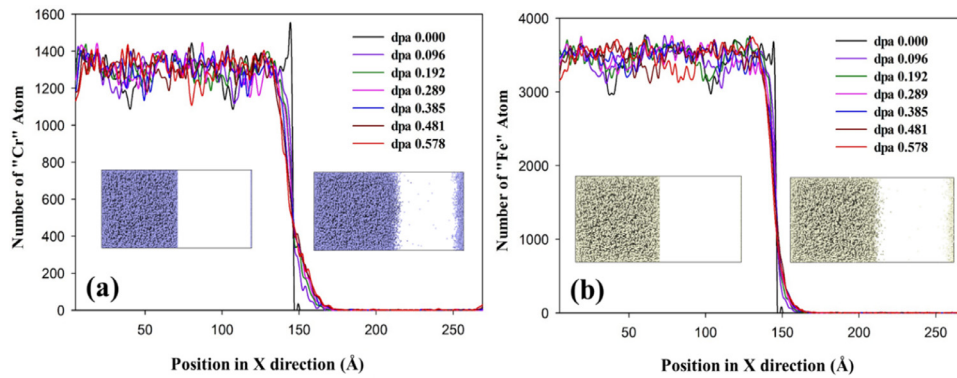 Number of "Cr" Atom
1600
1400
1200
1000
800
600
400
200
0
dpa 0.000
dpa 0.096
dpa 0.192
dpa 0.289
dpa 0.385
dpa 0.481
dpa 0.578
(a)
50
100
150
200
250
Position in X direction (Å)
Number of "Fe" Atom
4000
3000
2000
1000
0
dpa 0.000
dpa 0.096
dpa 0.192
dpa 0.289
dpa 0.385
dpa 0.481
dpa 0.578
(b)
50
100
150
200
250
Position in X direction (Å)